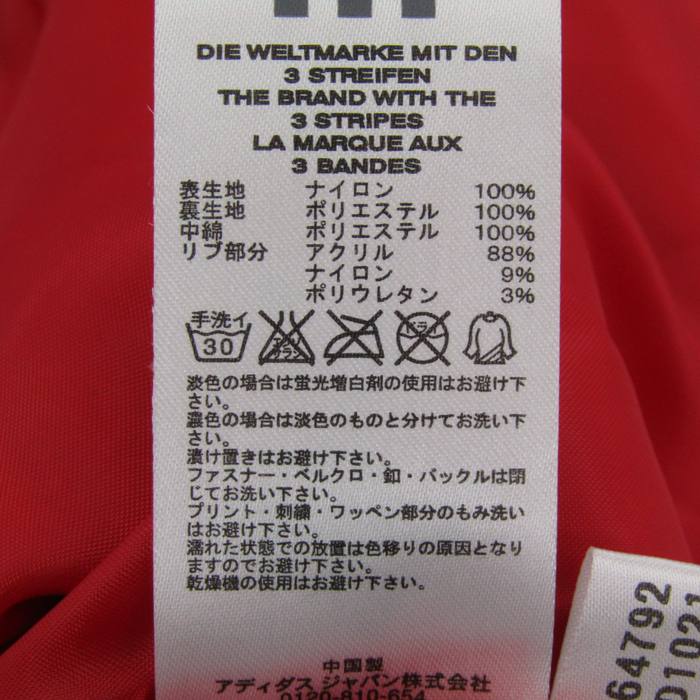 DIE WELTMARKE MIT DEN
3 STREIFEN
THE BRAND WITH THE
3 STRIPES
LA MARQUE AUX
3 BANDES
表生地 ナイロン 100%
裏生地 ポリエステル 100%
中綿 ポリエステル 100%
リブ部分 アクリル 88%
ナイロン 9%
ポリウレタン 3%
手洗イ
30
エンソ
サラシ
ドライ
淡色の場合は蛍光増白剤の使用はお避け下
さい。
濃色の場合は淡色のものと分けてお洗い下
さい。
漬け置きはお避け下さい。
ファスナー・ベルクロ・釦・バックルは閉
じてお洗い下さい。
プリント・刺繍・ワッペン部分のもみ洗い
はお避け下さい。
濡れた状態での放置は色移りの原因となり
ますのでお避け下さい。
乾燥機の使用はお避け下さい。
中国製
アディダス ジャパン株式会社
0120-810-654
64792
01021